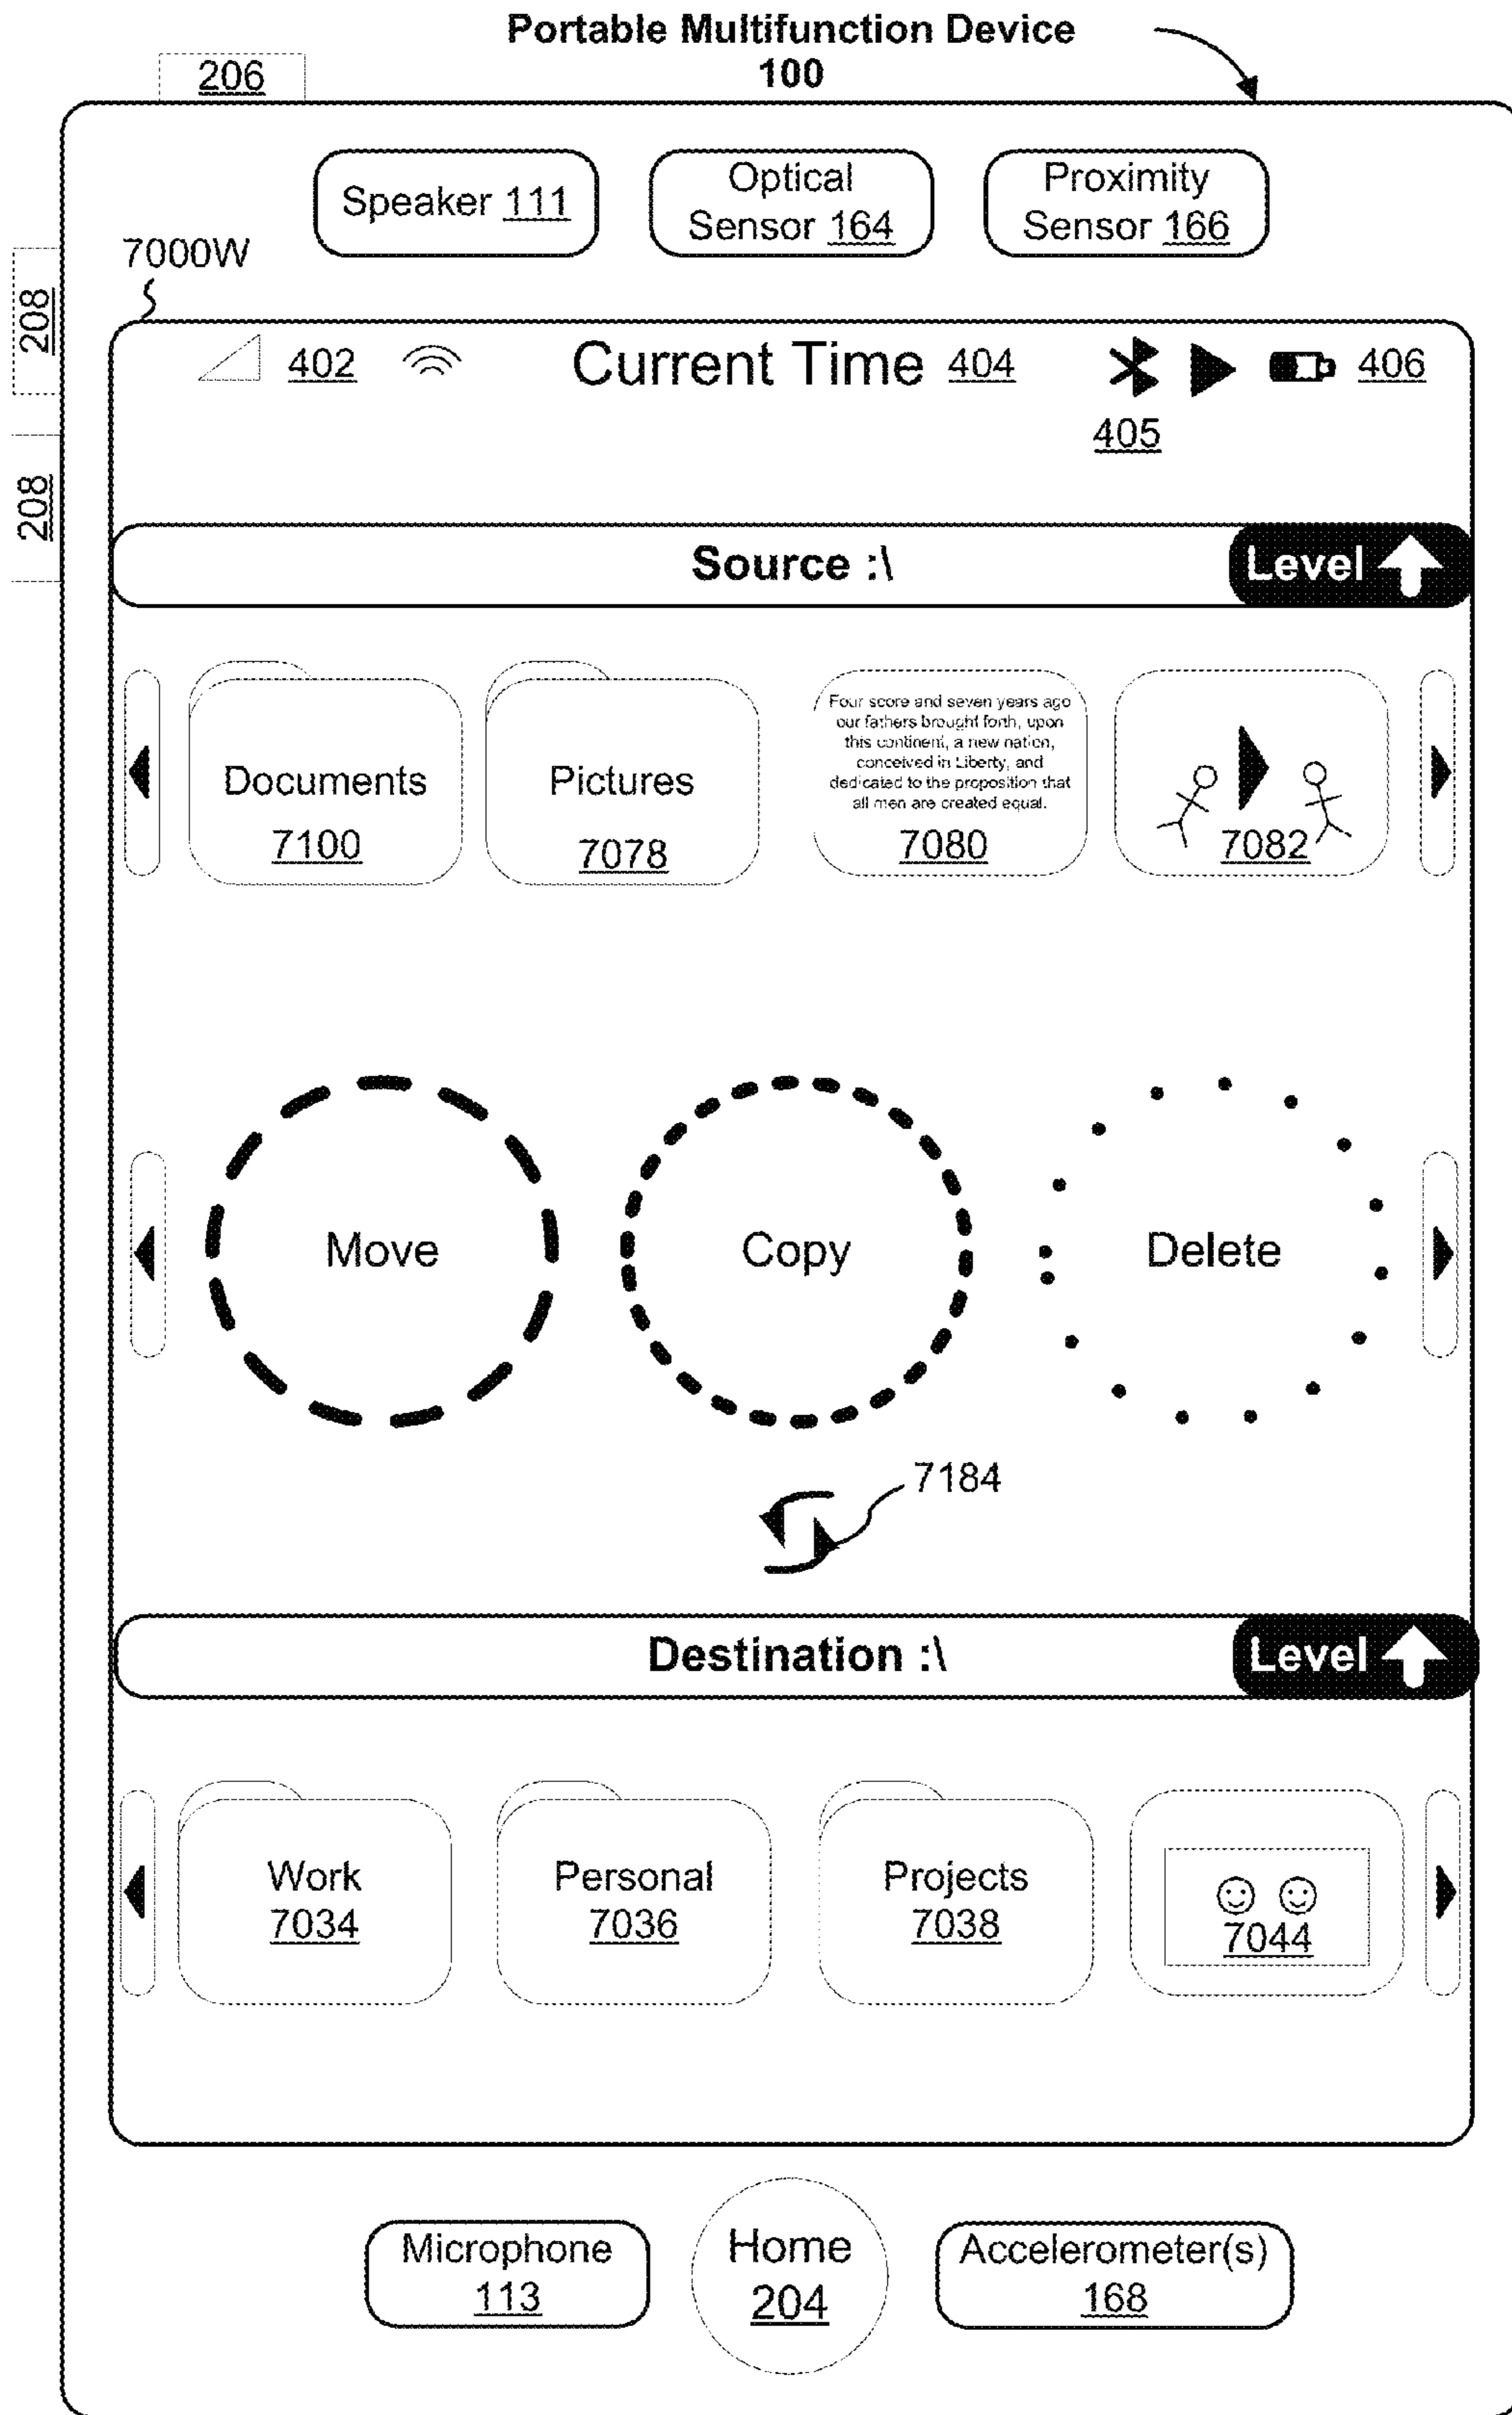 Portable Multifunction Device
100
206
Speaker 111
Optical
Sensor 164
Proximity
Sensor 166
7000W
208
402
Current Time 404
406
405
208
Source :\
Level
Documents
7100
Pictures
7078
Four score and seven years ago
our fathers brought forth, upon
this continent, a new nation,
conceived in Liberty, and
dedicated to the proposition that
all men are created equal.
7080
7082
Move
Copy
Delete
7184
Destination :\
Level
Work
7034
Personal
7036
Projects
7038
7044
Microphone
113
Home
204
Accelerometer(s)
168